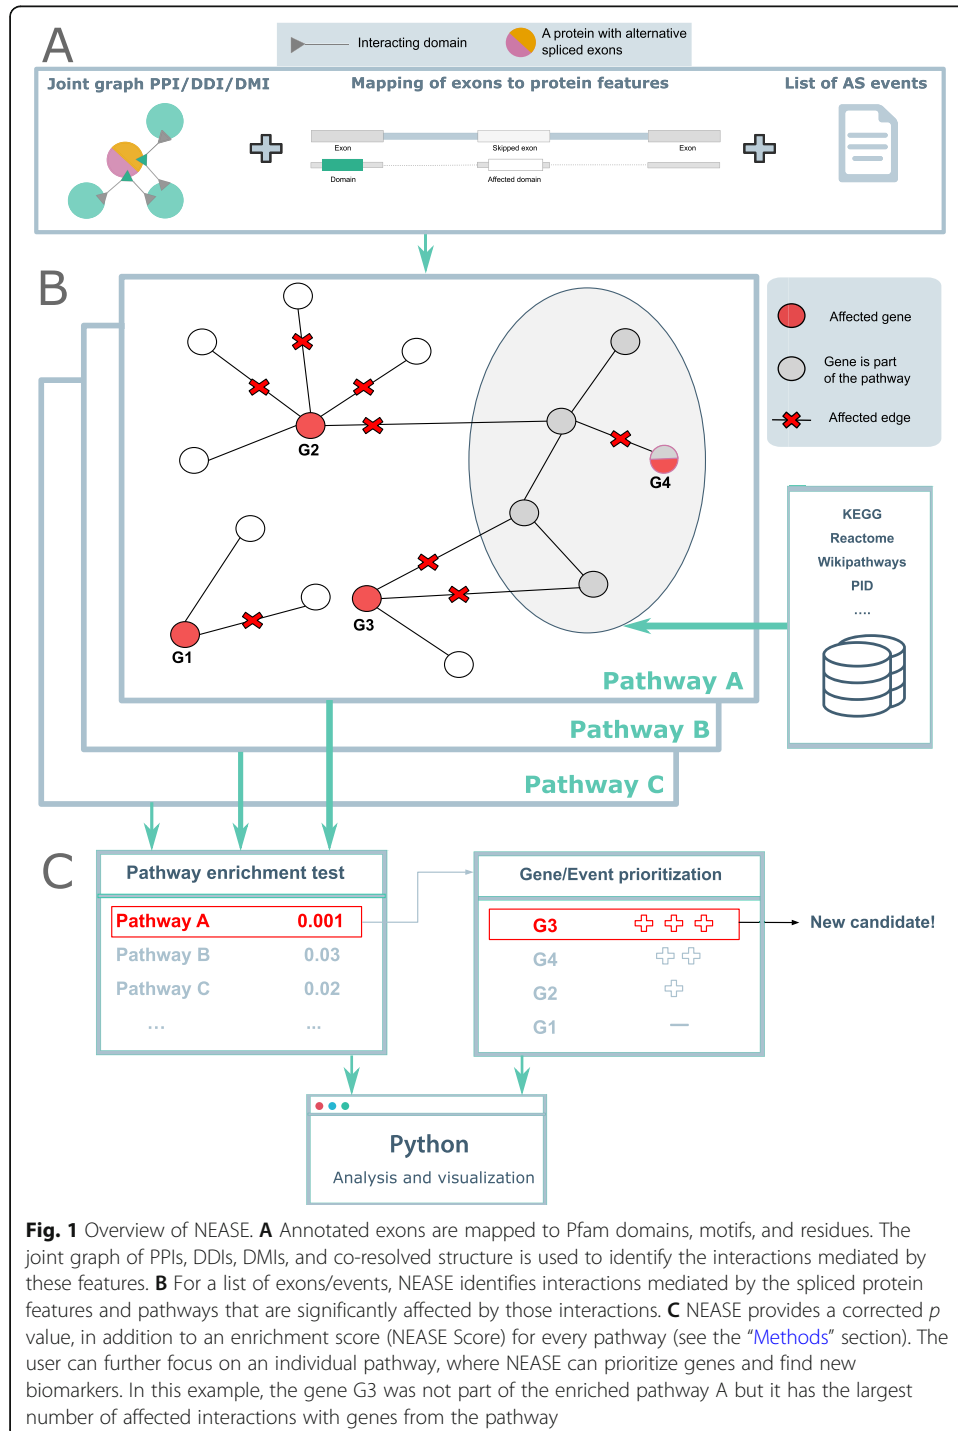 A
Interacting domain
A protein with alternative
spliced exons
Joint graph PPI/DDI/DMI
Mapping of exons to protein features
List of AS events
Exon
Skipped exon
Exon
Domain
Affected domain
B
Affected gene
Gene is part
of the pathway
Affected edge
G2
G4
G3
G1
KEGG
Reactome
Wikipathways
PID
....
Pathway A
Pathway B
Pathway C
C
Pathway enrichment test
Pathway A 0.001
Pathway B 0.03
Pathway C 0.02
... ...
Gene/Event prioritization
G3
G4
G2
G1
New candidate!
Python
Analysis and visualization
Fig. 1 Overview of NEASE. A Annotated exons are mapped to Pfam domains, motifs, and residues. The
joint graph of PPIs, DDIs, DMIs, and co-resolved structure is used to identify the interactions mediated by
these features. B For a list of exons/events, NEASE identifies interactions mediated by the spliced protein
features and pathways that are significantly affected by those interactions. C NEASE provides a corrected p
value, in addition to an enrichment score (NEASE Score) for every pathway (see the “Methods” section). The
user can further focus on an individual pathway, where NEASE can prioritize genes and find new
biomarkers. In this example, the gene G3 was not part of the enriched pathway A but it has the largest
number of affected interactions with genes from the pathway